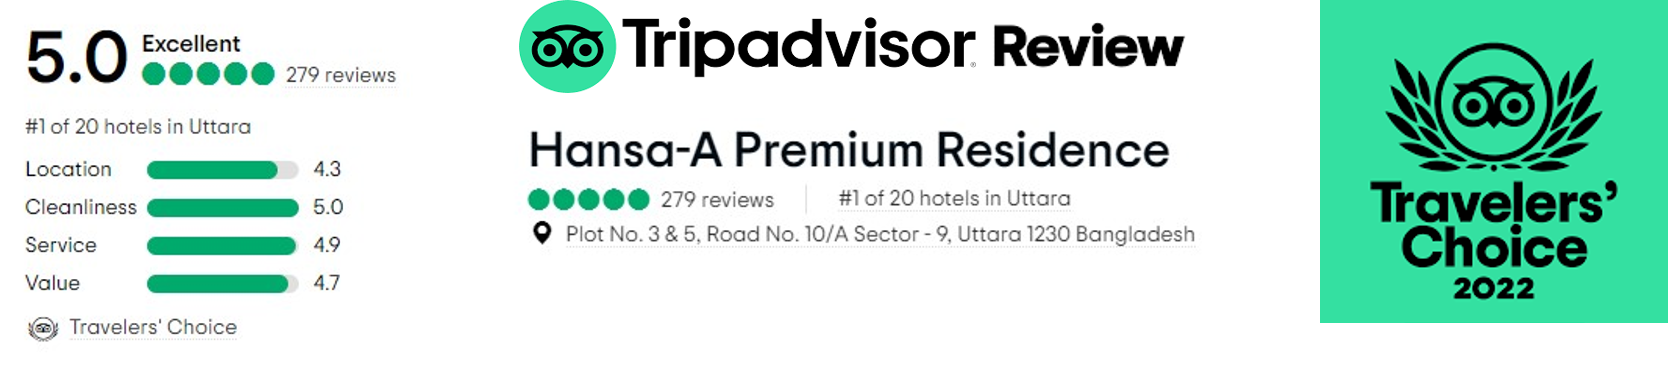 5.0 Excellent
279 reviews
#1 of 20 hotels in Uttara
Location 4.3
Cleanliness 5.0
Service 4.9
Value 4.7
Travelers' Choice
Tripadvisor® Review
Hansa-A Premium Residence
279 reviews #1 of 20 hotels in Uttara
Plot No. 3 & 5, Road No. 10/A Sector - 9, Uttara 1230 Bangladesh
Travelers’
Choice
2022